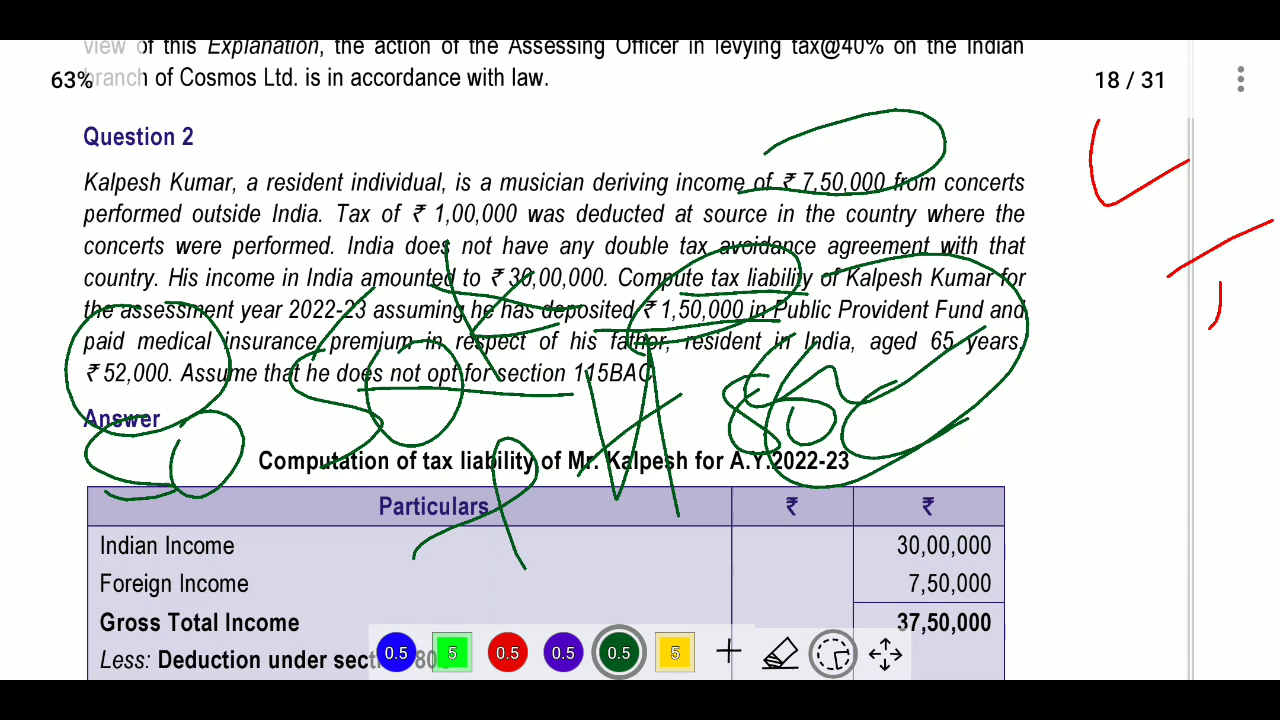 view of this Explanation, the action of the Assessing Officer in levying tax@40% on the Indian
63%
branch of Cosmos Ltd. is in accordance with law.
18 / 31
Question 2
Kalpesh Kumar, a resident individual, is a musician deriving income of ₹ 7,50,000 from concerts
performed outside India. Tax of ₹ 1,00,000 was deducted at source in the country where the
concerts were performed. India does not have any double tax avoidance agreement with that
country. His income in India amounted to ₹ 30,00,000. Compute tax liability of Kalpesh Kumar for
the assessment year 2022-23 assuming he has deposited ₹ 1,50,000 in Public Provident Fund and
paid medical insurance premium in respect of his father, resident in India, aged 65 years,
₹ 52,000. Assume that he does not opt for section 115BAC.
Answer
Computation of tax liability of Mr. Kalpesh for A.Y.2022-23
Particulars ₹ ₹
Indian Income 30,00,000
Foreign Income 7,50,000
Gross Total Income 37,50,000
Less: Deduction under
0.5 5 0.5 0.5 0.5 5